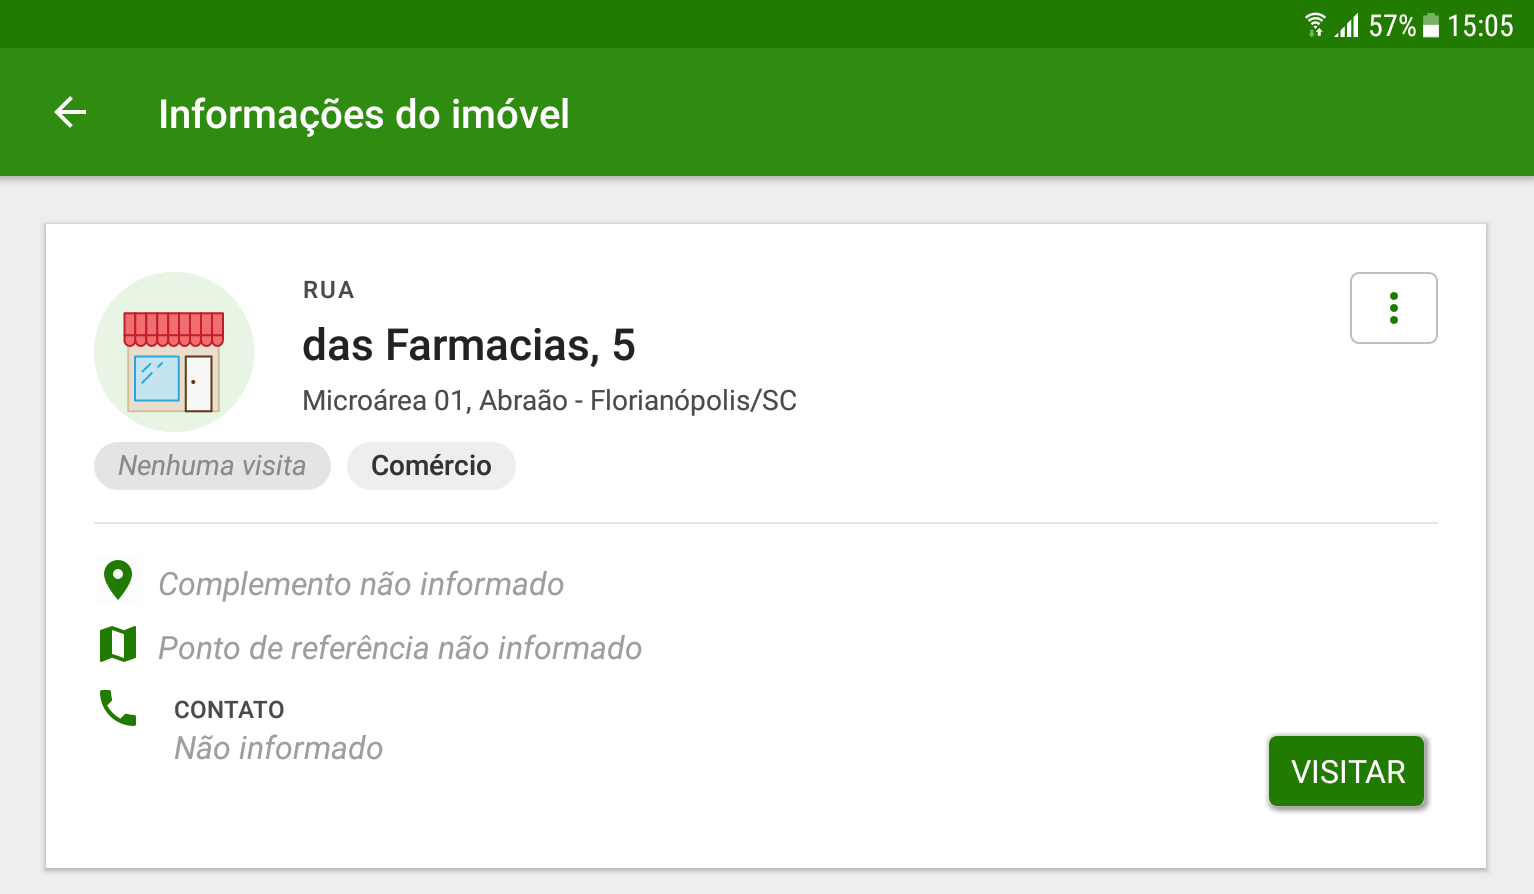 57% 15:05
Informações do imóvel
RUA
das Farmacias, 5
Microárea 01, Abraão - Florianópolis/SC
Nenhuma visita Comércio
Complemento não informado
Ponto de referência não informado
CONTATO
Não informado
VISITAR